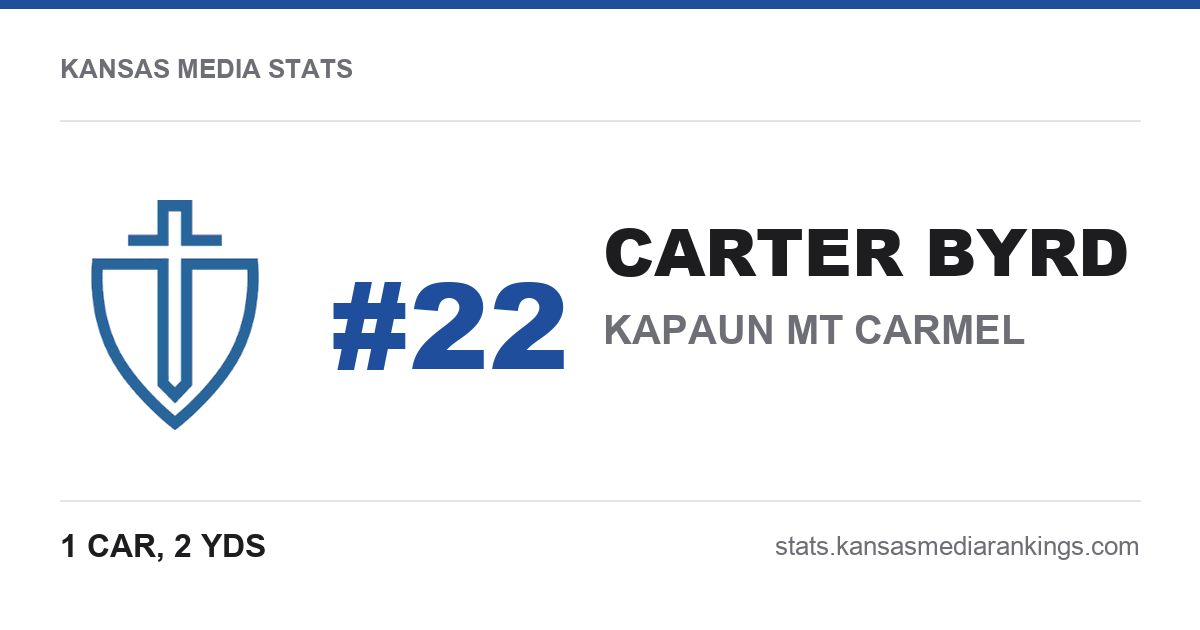 KANSAS MEDIA STATS
#22
CARTER BYRD
KAPAUN MT CARMEL
1 CAR, 2 YDS
stats.kansasmediarankings.com